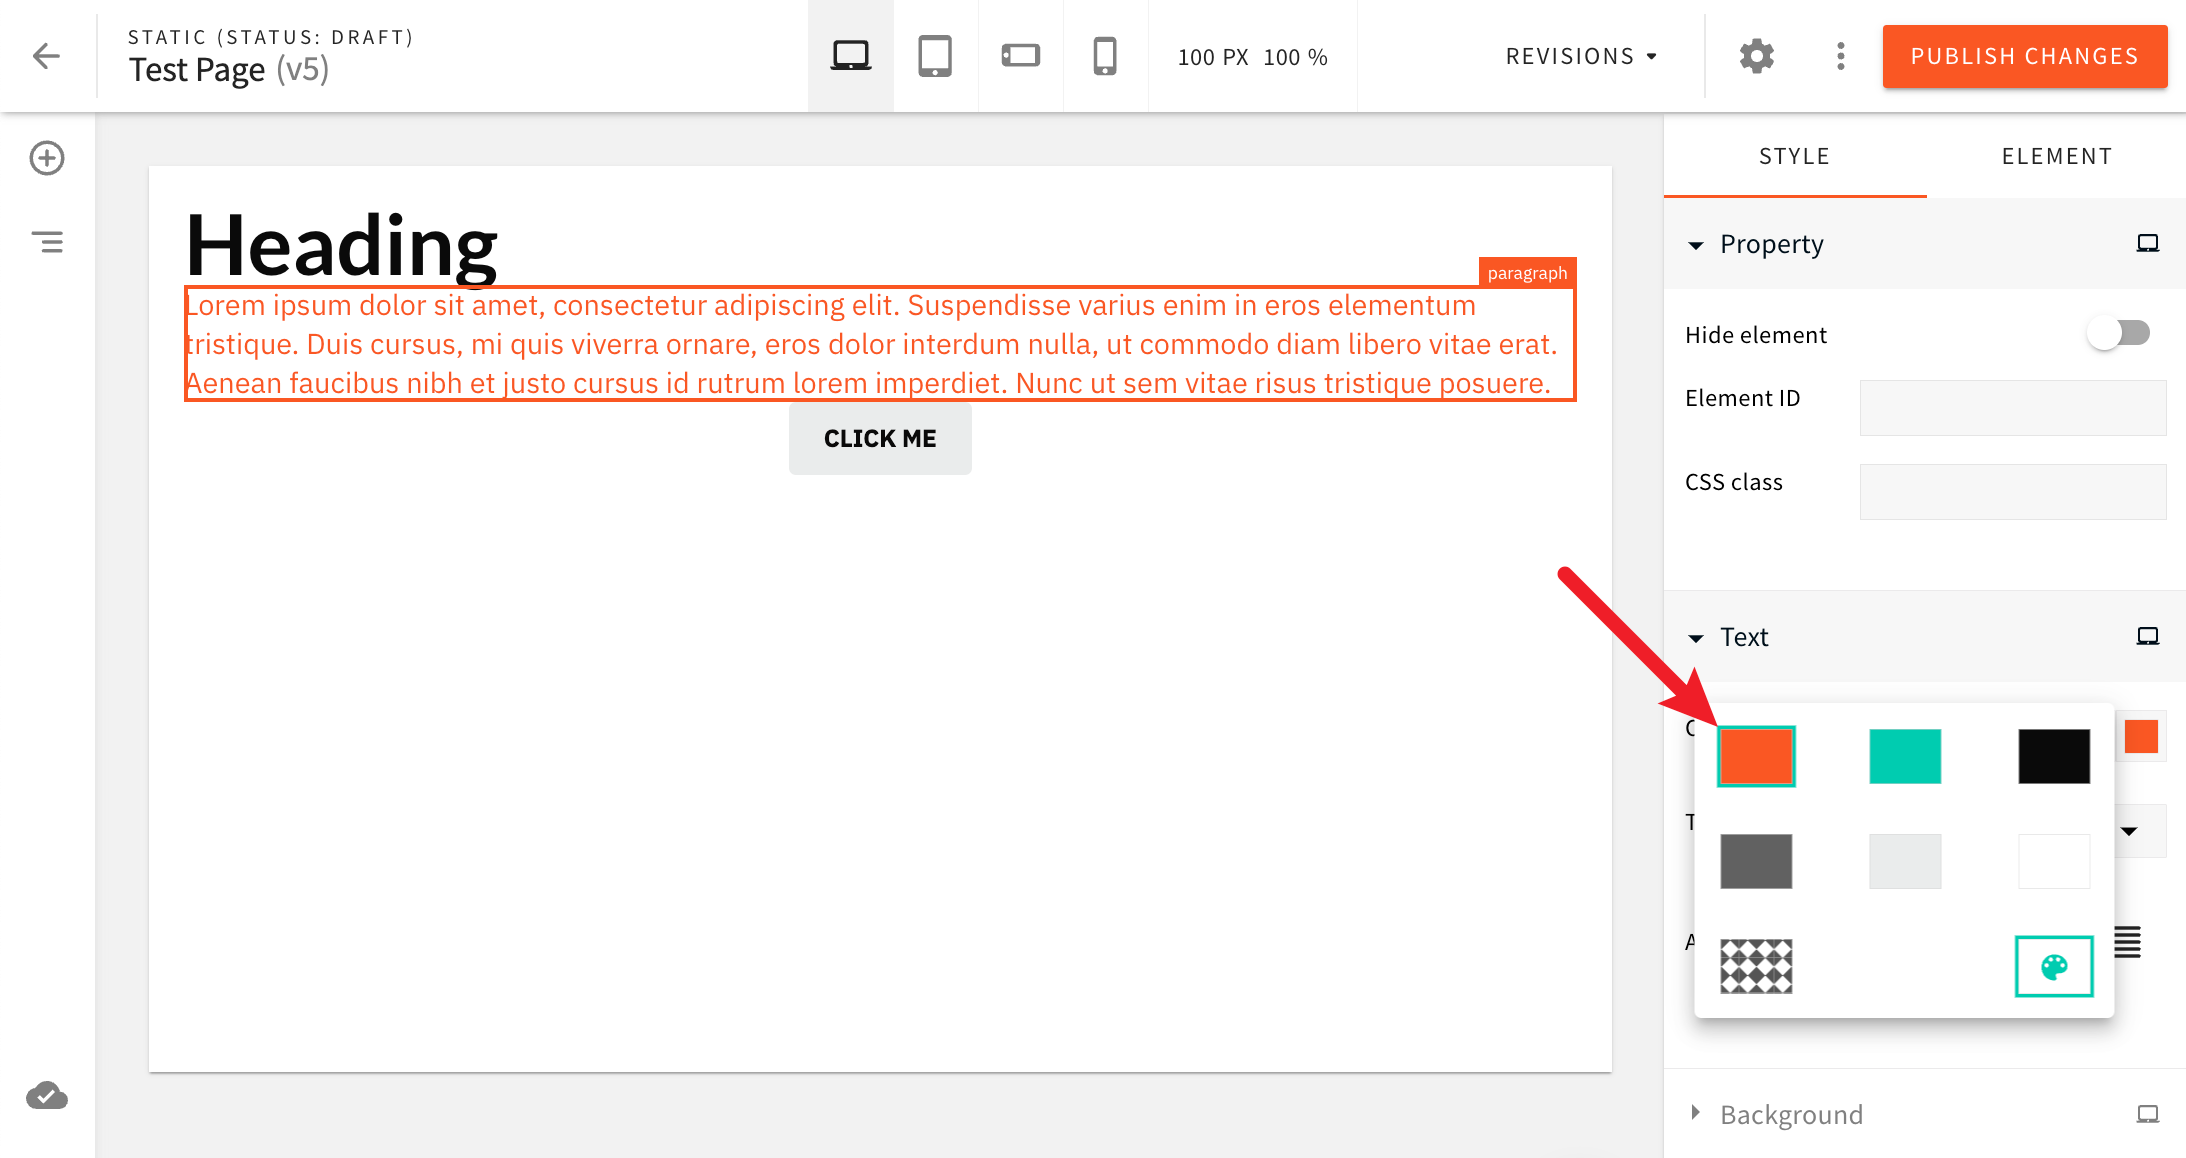 STATIC (STATUS: DRAFT)
Test Page (v5)
100 PX 100 %
REVISIONS
PUBLISH CHANGES
Heading
paragraph
Lorem ipsum dolor sit amet, consectetur adipiscing elit. Suspendisse varius enim in eros elementum
tristique. Duis cursus, mi quis viverra ornare, eros dolor interdum nulla, ut commodo diam libero vitae erat.
Aenean faucibus nibh et justo cursus id rutrum lorem imperdiet. Nunc ut sem vitae risus tristique posuere.
CLICK ME
STYLE
ELEMENT
Property
Hide element
Element ID
CSS class
Text
Background